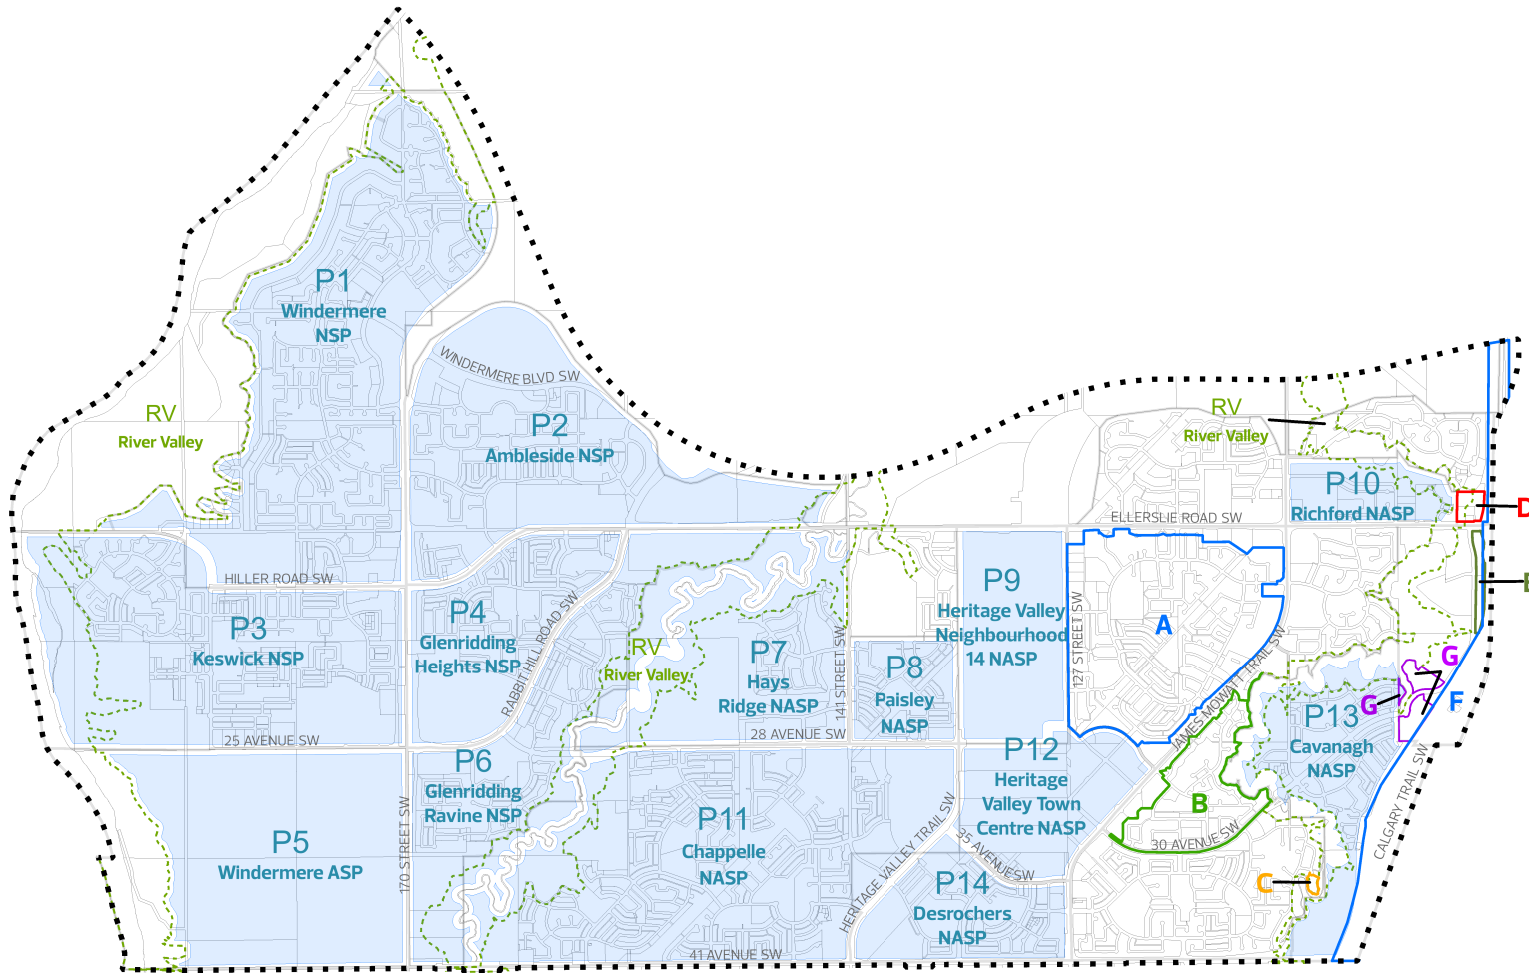 P1
Windermere
NSP
WINDERMERE BLVD SW
RV
River Valley
P2
Ambleside NSP
RV
River Valley
P10
Richford NASP
D
ELLERSLIE ROAD SW
HILLER ROAD SW
P3
Keswick NSP
P4
Glenridding
Heights NSP
RABBIT HILL ROAD SW
RV
River Valley
P7
Hays
Ridge NASP
141 STREET SW
P8
Paisley
NASP
P9
Heritage Valley
Neighbourhood
14 NASP
127 STREET SW
A
JAMES MOWATT TRAIL SW
G
G
F
P13
Cavanagh
NASP
25 AVENUE SW
28 AVENUE SW
P6
Glenridding
Ravine NSP
P12
Heritage
Valley Town
Centre NASP
B
30 AVENUE SW
CALGARY TRAIL SW
P5
Windermere ASP
170 STREET SW
P11
Chappelle
NASP
HERITAGE VALLEY TRAIL SW
35 AVENUE SW
P14
Desrochers
NASP
C
41 AVENUE SW